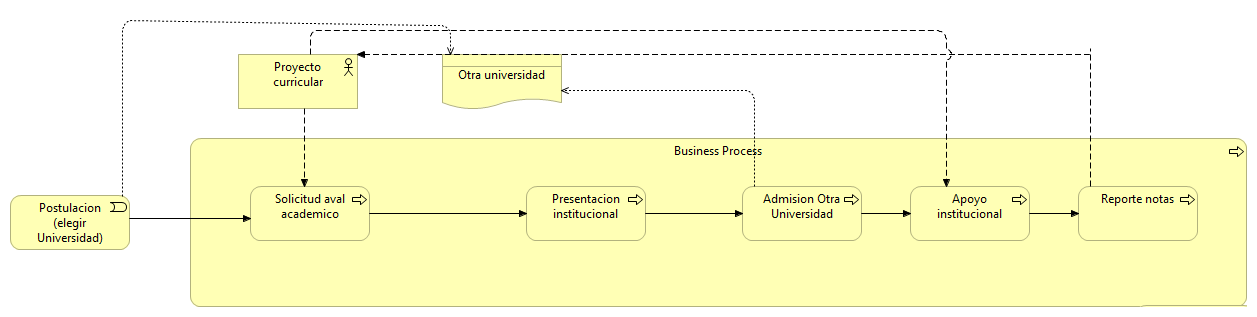 Proyecto
curricular
Otra universidad
Business Process
Postulacion
(elegir
Universidad)
Solicitud aval
academico
Presentacion
institucional
Admision Otra
Universidad
Apoyo
institucional
Reporte notas